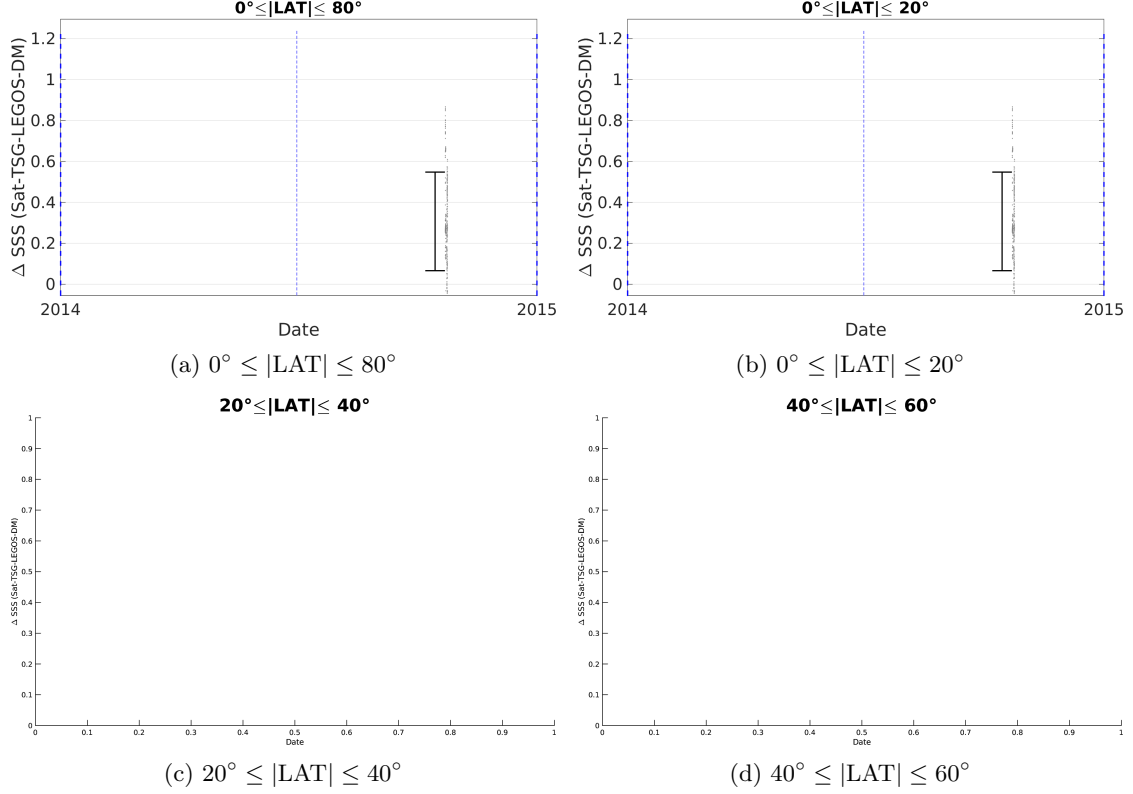 0°≤|LAT|≤ 80°
Δ SSS (Sat-TSG-LEGOS-DM)
1.2
1
0.8
0.6
0.4
0.2
0
2014
2015
Date
(a) 0° ≤ |LAT| ≤ 80°
0°≤|LAT|≤ 20°
Δ SSS (Sat-TSG-LEGOS-DM)
1.2
1
0.8
0.6
0.4
0.2
0
2014
2015
Date
(b) 0° ≤ |LAT| ≤ 20°
20°≤|LAT|≤ 40°
Δ SSS (Sat-TSG-LEGOS-DM)
1
0.9
0.8
0.7
0.6
0.5
0.4
0.3
0.2
0.1
0
0 0.1 0.2 0.3 0.4 0.5 0.6 0.7 0.8 0.9 1
Date
(c) 20° ≤ |LAT| ≤ 40°
40°≤|LAT|≤ 60°
Δ SSS (Sat-TSG-LEGOS-DM)
1
0.9
0.8
0.7
0.6
0.5
0.4
0.3
0.2
0.1
0
0 0.1 0.2 0.3 0.4 0.5 0.6 0.7 0.8 0.9 1
Date
(d) 40° ≤ |LAT| ≤ 60°